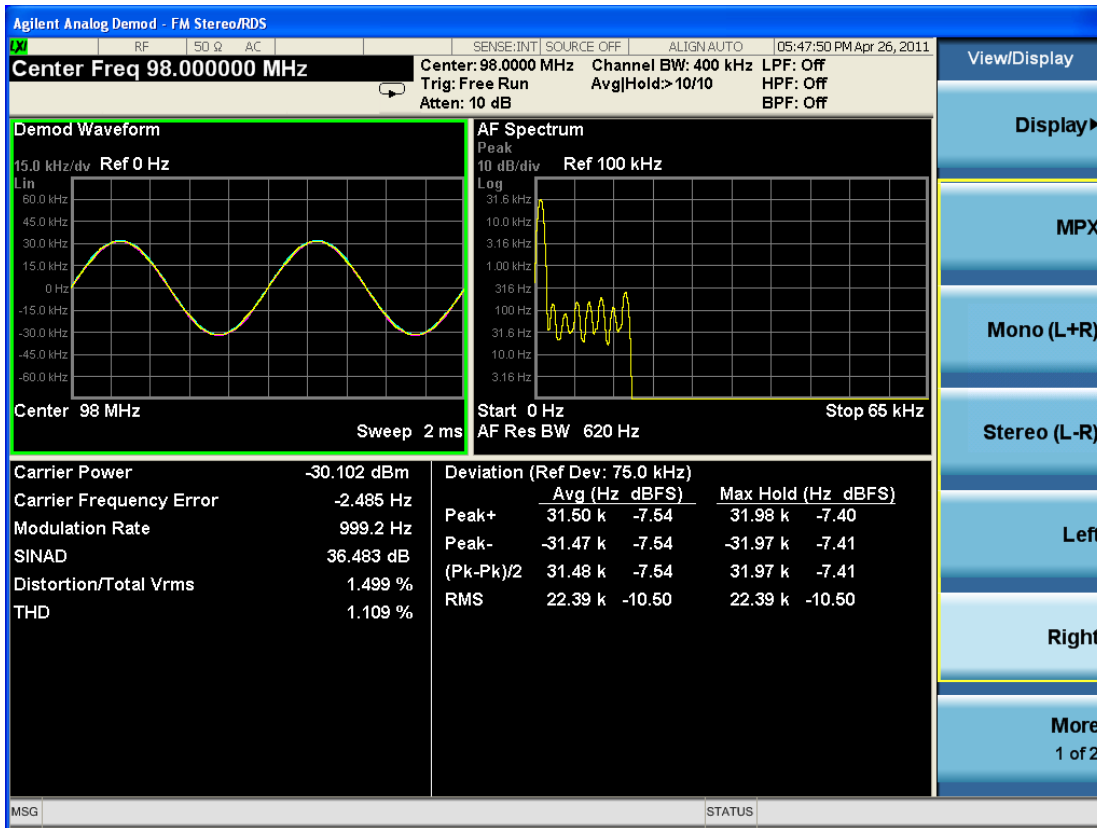 Agilent Analog Demod - FM Stereo/RDS
LXI RF 50 Ω AC SENSE:INT SOURCE OFF ALIGNAUTO 05:47:50 PM Apr 26, 2011
Center Freq 98.000000 MHz
Center: 98.0000 MHz Channel BW: 400 kHz LPF: Off
Trig: Free Run Avg|Hold:> 10/10 HPF: Off
Atten: 10 dB BPF: Off
Demod Waveform
15.0 kHz/dv Ref 0 Hz
Lin
60.0 kHz
45.0 kHz
30.0 kHz
15.0 kHz
0 Hz
-15.0 kHz
-30.0 kHz
-45.0 kHz
-60.0 kHz
Center 98 MHz
Sweep 2 ms
AF Spectrum
Peak
10 dB/div Ref 100 kHz
Log
31.6 kHz
10.0 kHz
3.16 kHz
1.00 kHz
316 Hz
100 Hz
31.6 Hz
10.0 Hz
3.16 Hz
Start 0 Hz Stop 65 kHz
AF Res BW 620 Hz
Carrier Power -30.102 dBm
Carrier Frequency Error -2.485 Hz
Modulation Rate 999.2 Hz
SINAD 36.483 dB
Distortion/Total Vrms 1.499 %
THD 1.109 %
Deviation (Ref Dev: 75.0 kHz)
Avg (Hz dBFS) Max Hold (Hz dBFS)
Peak+ 31.50 k -7.54 31.98 k -7.40
Peak- -31.47 k -7.54 -31.97 k -7.41
(Pk-Pk)/2 31.48 k -7.54 31.97 k -7.41
RMS 22.39 k -10.50 22.39 k -10.50
View/Display
Display
MPX
Mono (L+R)
Stereo (L-R)
Left
Right
More
1 of 2
MSG STATUS